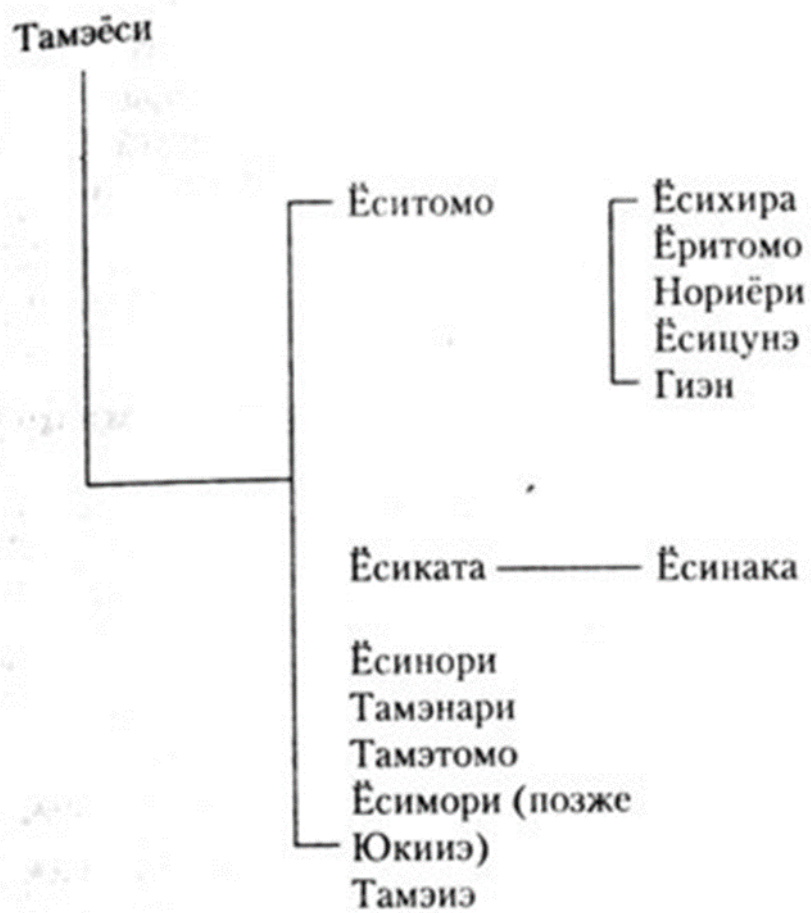 Тамэёси
Ёситомо
Ёсихира
Ёритомо
Нориёри
Ёсицунэ
Гиэн
Ёсиката
Ёсинака
Ёсинори
Тамэнари
Тамэтомо
Ёсимори (позже
Юкииэ)
Тамэиэ